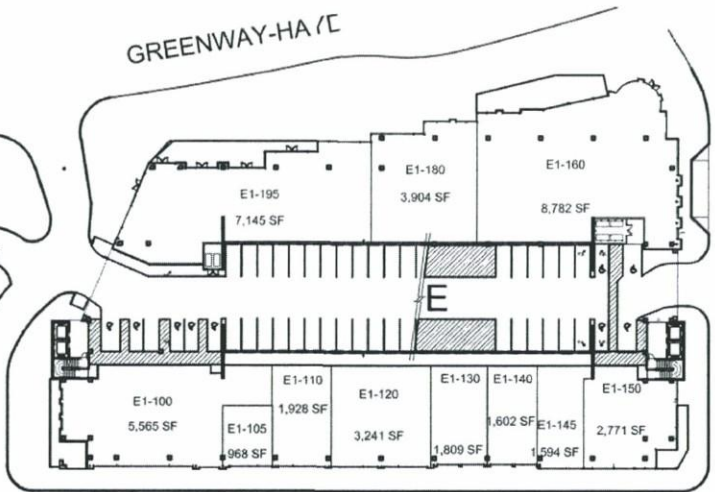 GREENWAY-HA
E1-195
7,145 SF
E1-180
3,904 SF
E1-160
8,782 SF
E
E1-100
5,565 SF
E1-105
968 SF
E1-110
1,928 SF
E1-120
3,241 SF
E1-130
1,809 SF
E1-140
1,602 SF
E1-145
1,594 SF
E1-150
2,771 SF